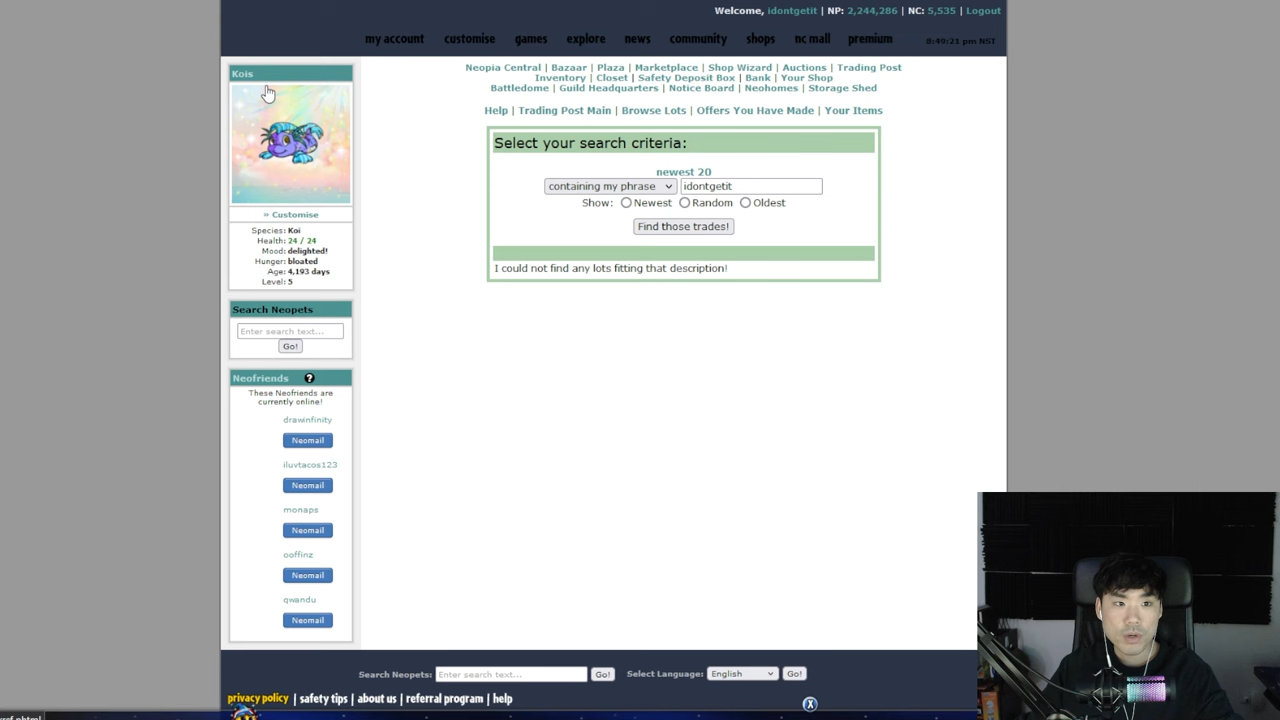 Welcome, idontgetit | NP: 2,244,286 | NC: 5,535 | Logout
my account customise games explore news community shops nc mall premium 8:49:21 pm NST
Kois
» Customise
Species: Koi
Health: 24 / 24
Mood: delighted!
Hunger: bloated
Age: 4,193 days
Level: 5
Search Neopets
Enter search text...
Go!
Neofriends ?
These Neofriends are
currently online!
drawinfinity
Neomail
iluvtacos123
Neomail
monaps
Neomail
ooffinz
Neomail
qwandu
Neomail
Neopia Central | Bazaar | Plaza | Marketplace | Shop Wizard | Auctions | Trading Post
Inventory | Closet | Safety Deposit Box | Bank | Your Shop
Battledome | Guild Headquarters | Notice Board | Neohomes | Storage Shed
Help | Trading Post Main | Browse Lots | Offers You Have Made | Your Items
Select your search criteria:
newest 20
containing my phrase idontgetit
Show: Newest Random Oldest
Find those trades!
I could not find any lots fitting that description!
Search Neopets: Enter search text... Go! Select Language: English Go!
privacy policy | safety tips | about us | referral program | help
X